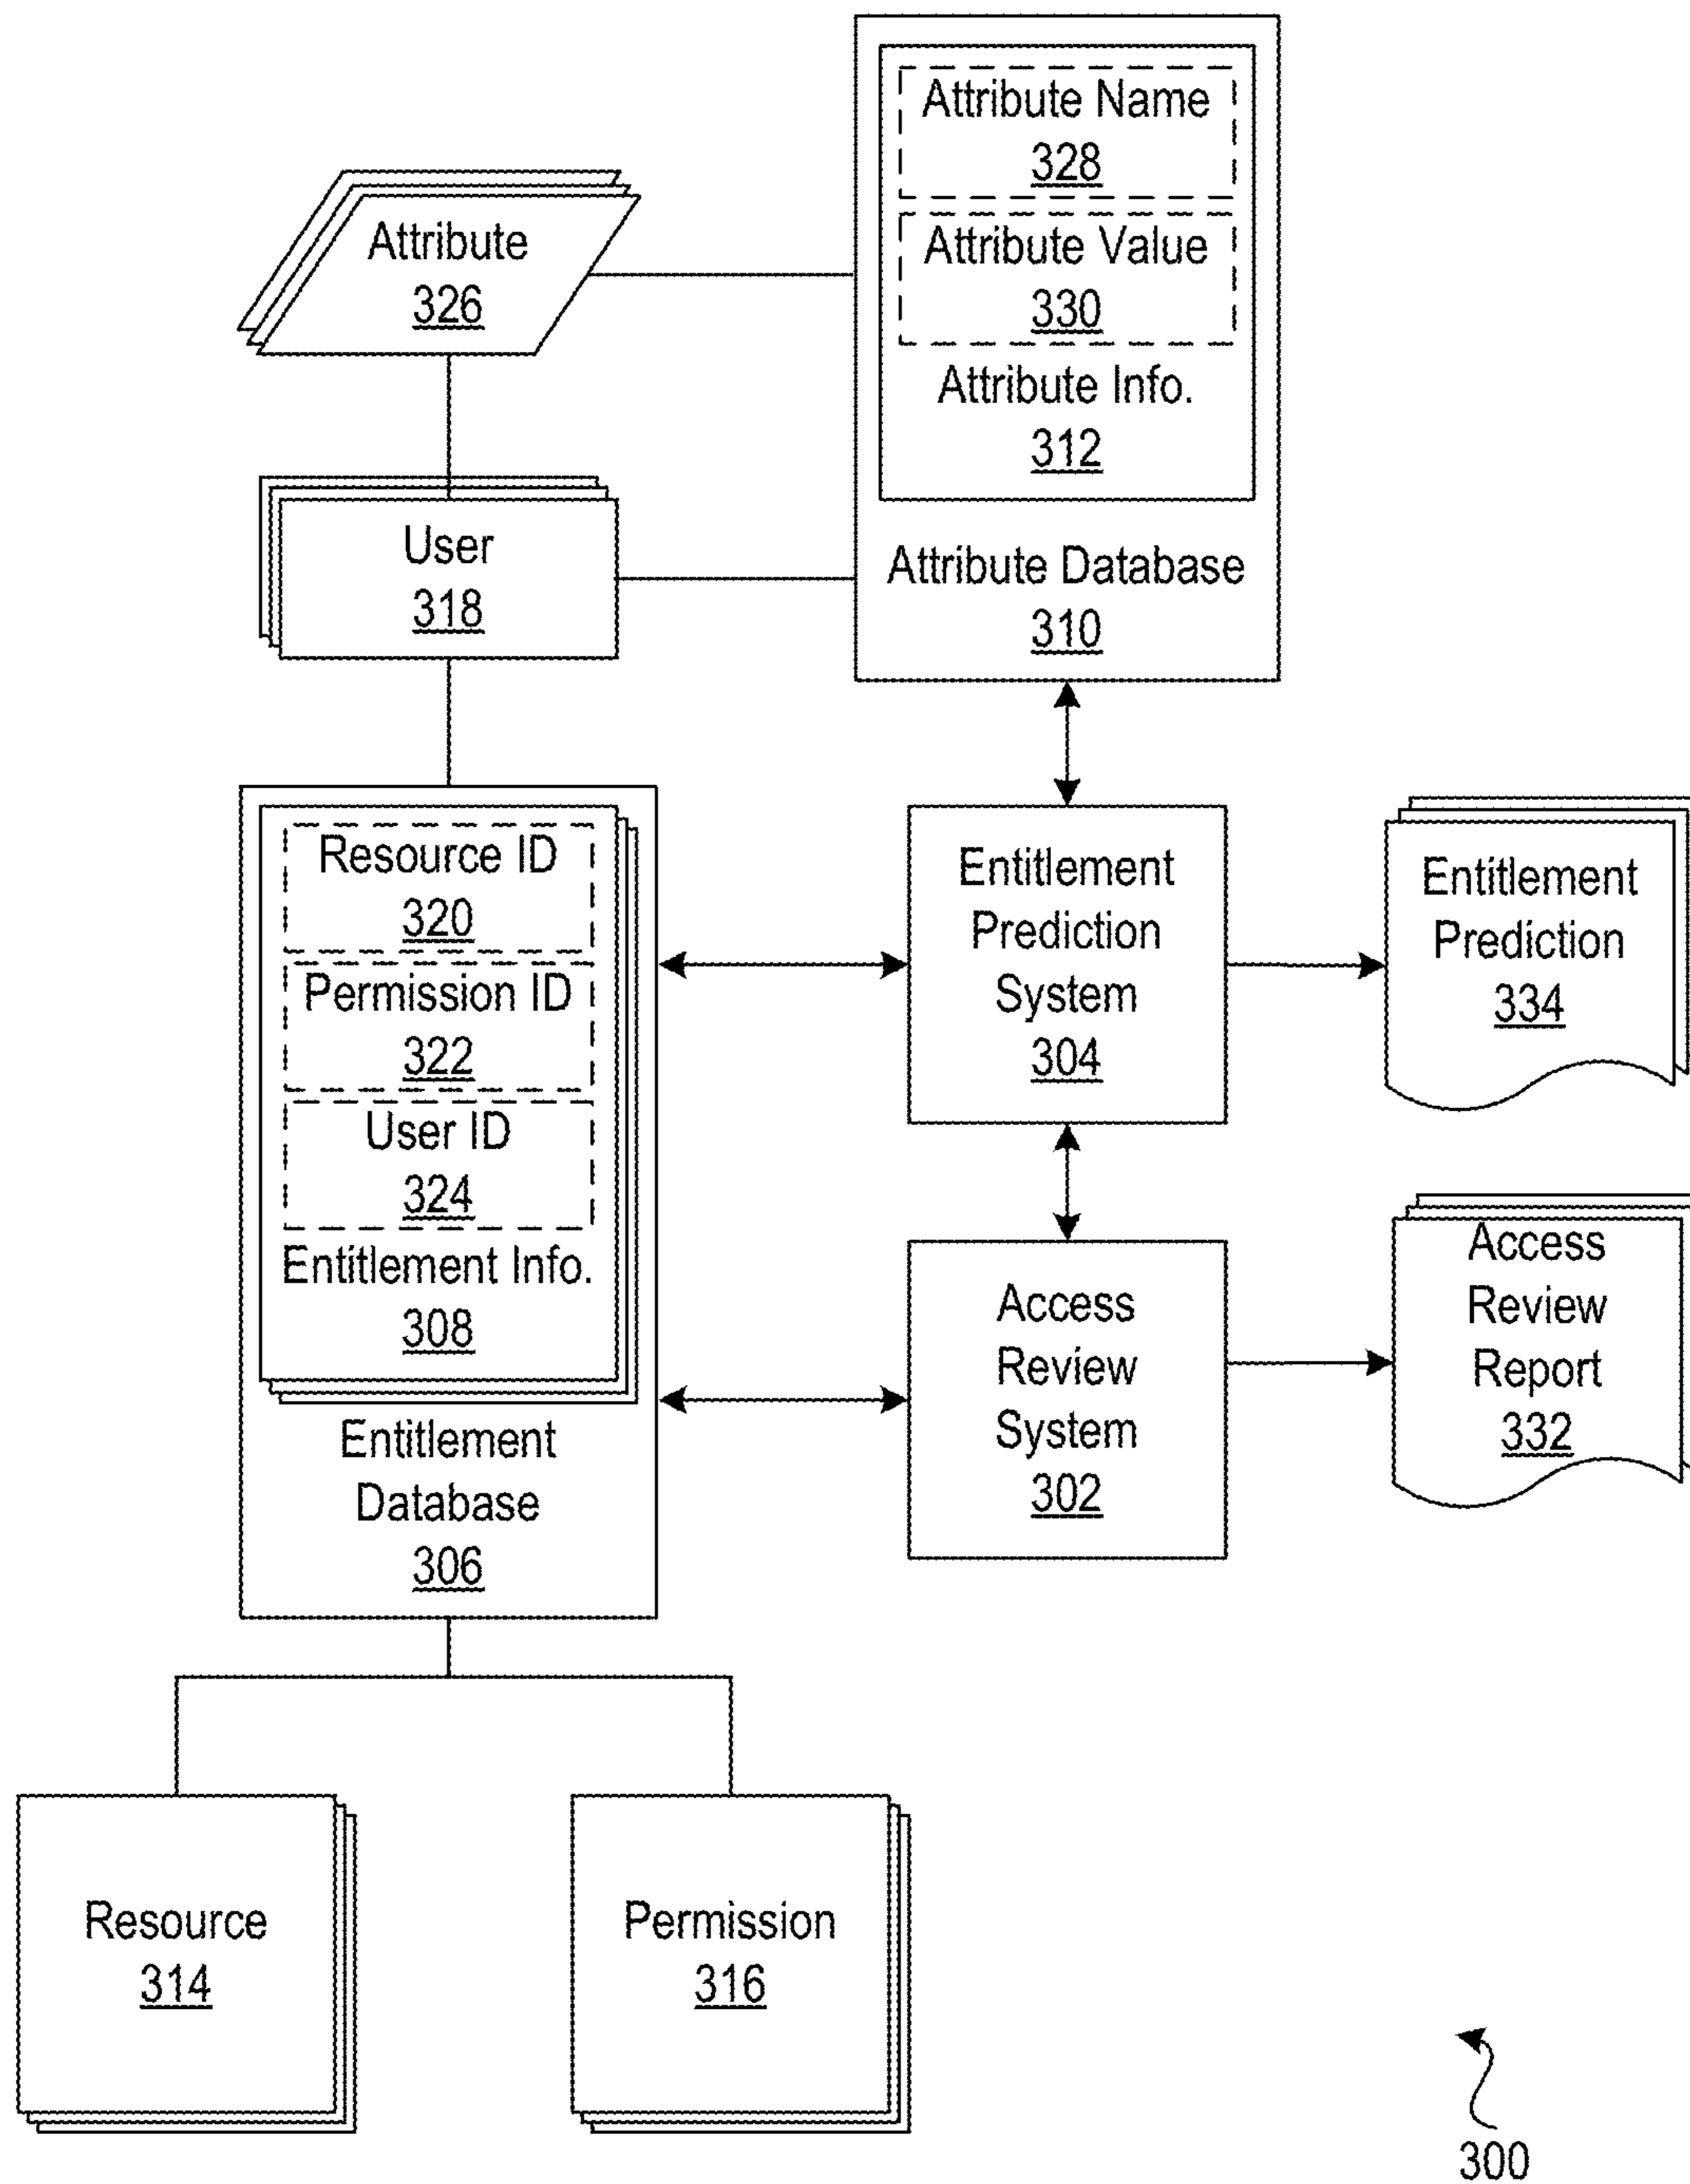 Attribute Name
328
Attribute Value
330
Attribute Info.
312
Attribute Database
310
Attribute
326
User
318
Resource ID
320
Permission ID
322
User ID
324
Entitlement Info.
308
Entitlement
Database
306
Entitlement
Prediction
System
304
Entitlement
Prediction
334
Access
Review
System
302
Access
Review
Report
332
Resource
314
Permission
316
300